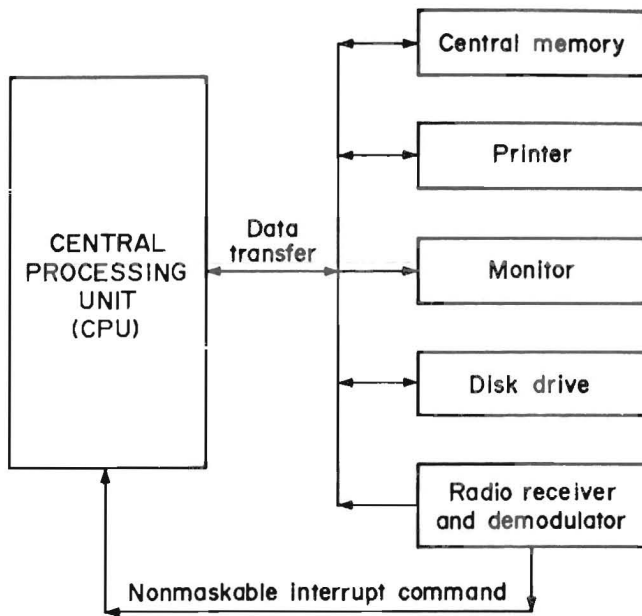 CENTRAL
PROCESSING
UNIT
(CPU)
Data
transfer
Central memory
Printer
Monitor
Disk drive
Radio receiver
and demodulator
Nonmaskable interrupt command